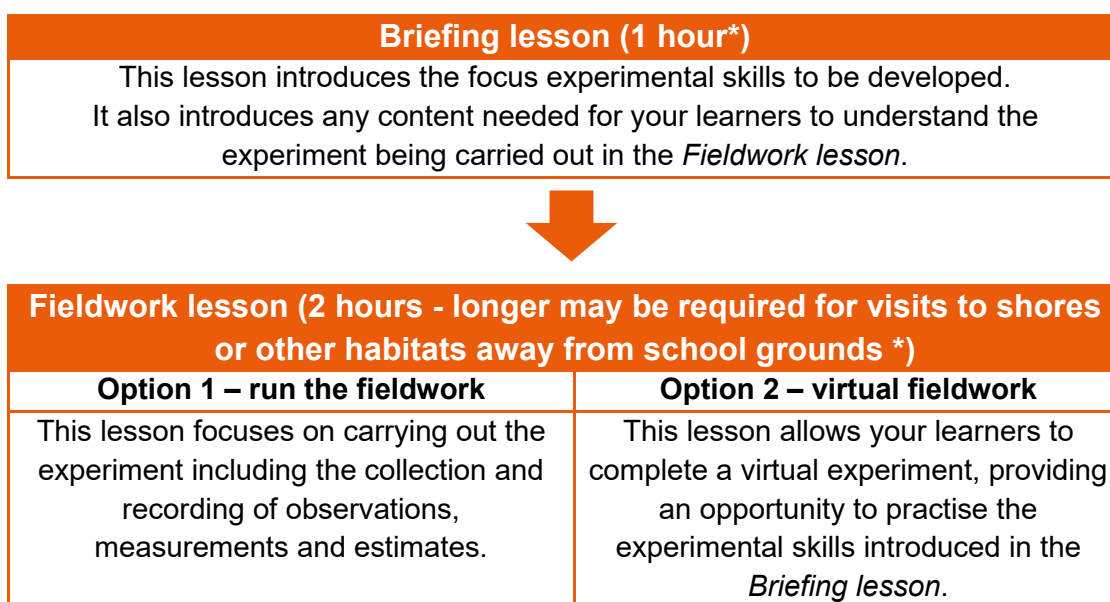 Briefing lesson (1 hour*)
This lesson introduces the focus experimental skills to be developed.
It also introduces any content needed for your learners to understand the
experiment being carried out in the Fieldwork lesson.
Fieldwork lesson (2 hours - longer may be required for visits to shores
or other habitats away from school grounds *)
Option 1 – run the fieldwork
This lesson focuses on carrying out the
experiment including the collection and
recording of observations,
measurements and estimates.
Option 2 – virtual fieldwork
This lesson allows your learners to
complete a virtual experiment, providing
an opportunity to practise the
experimental skills introduced in the
Briefing lesson.